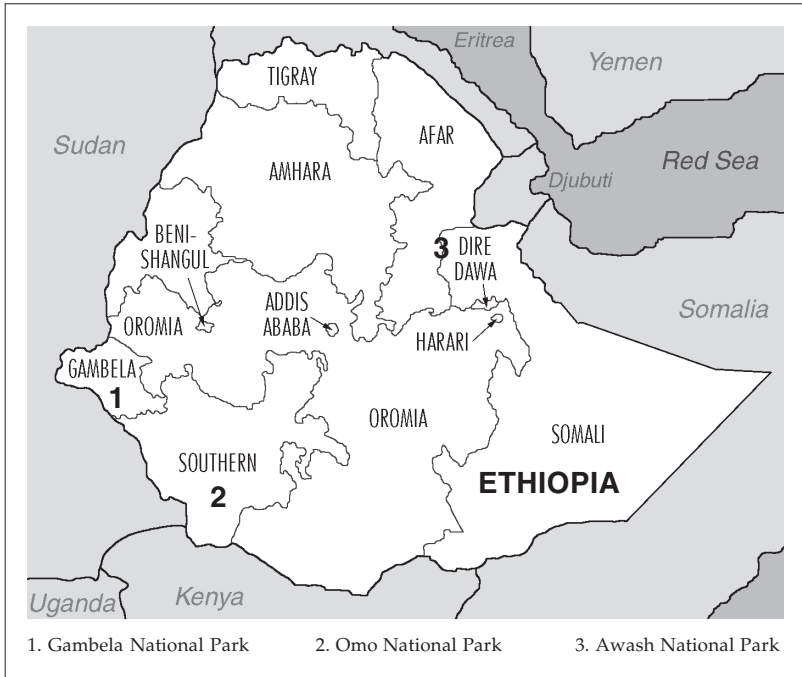 Eritrea
Yemen
TIGRAY
Sudan
AFAR
Red Sea
AMHARA
Djubuti
BENI-
SHANGUL
3
DIRE
DAWA
ADDIS
ABABA
OROMIA
Somalia
HARARI
GAMBELA
1
OROMIA
SOMALI
SOUTHERN
2
ETHIOPIA
Uganda
Kenya
1. Gambela National Park 2. Omo National Park 3. Awash National Park